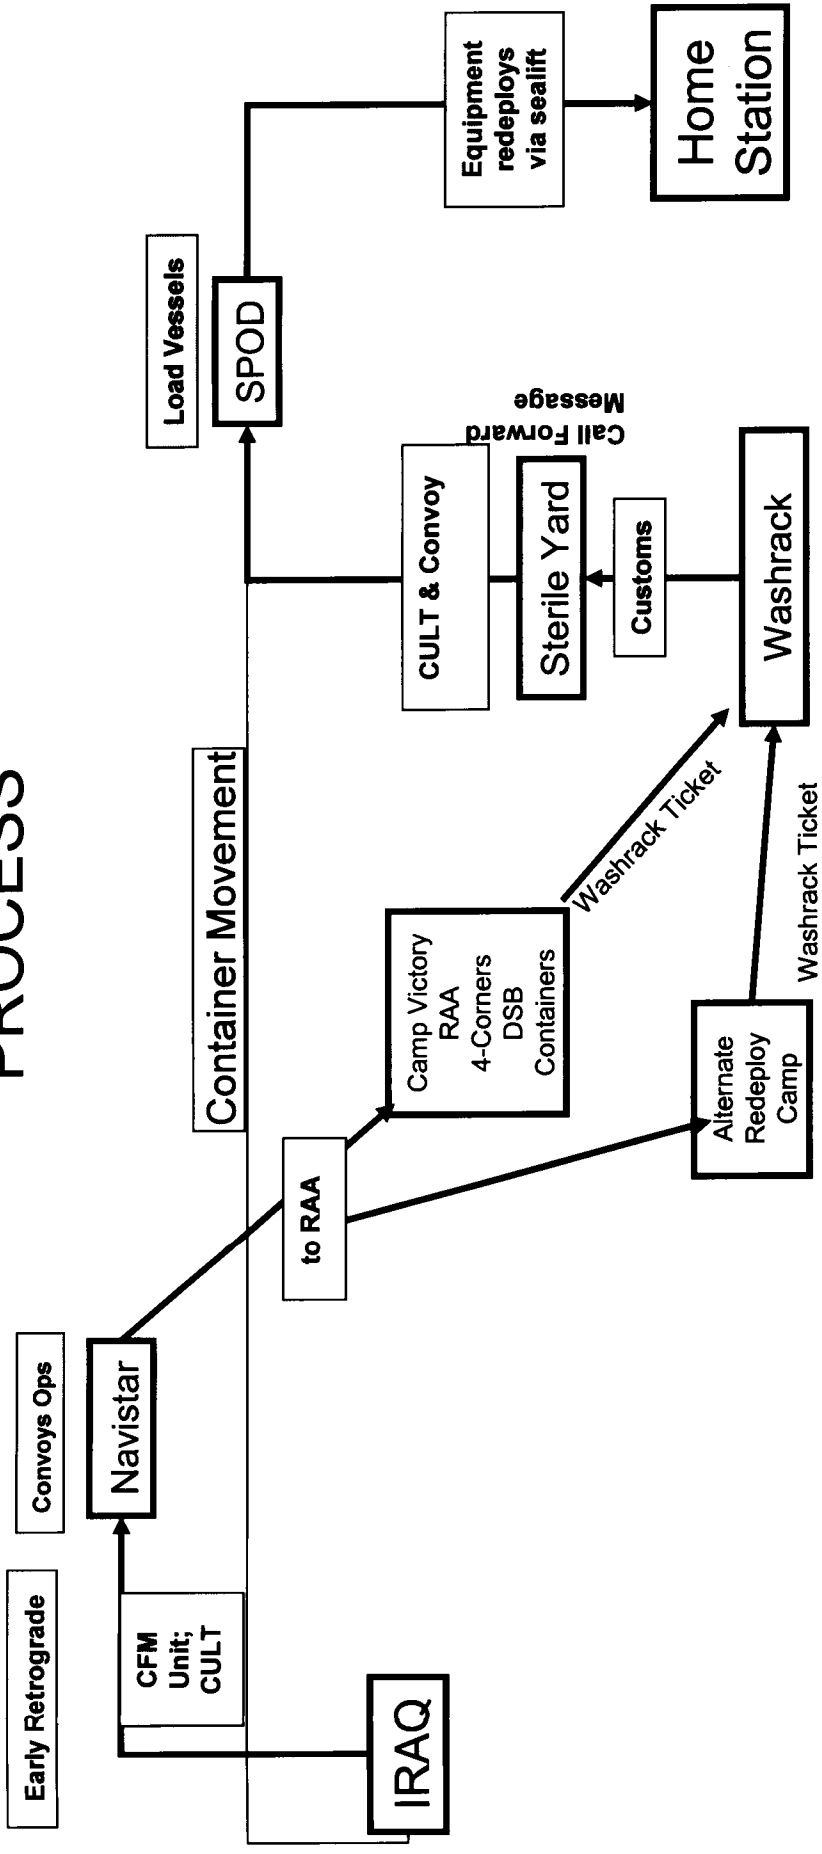 PROCESS
Early Retrograde
Convoys Ops
CFM
Unit;
CULT
Navistar
IRAQ
to RAA
Container Movement
Camp Victory
RAA
4-Corners
DSB
Containers
Alternate
Redeploy
Camp
Washrack Ticket
Washrack Ticket
Washrack
Customs
Sterile Yard
Call Forward
Message
CULT & Convoy
Load Vessels
SPOD
Equipment
redeploys
via sealift
Home
Station